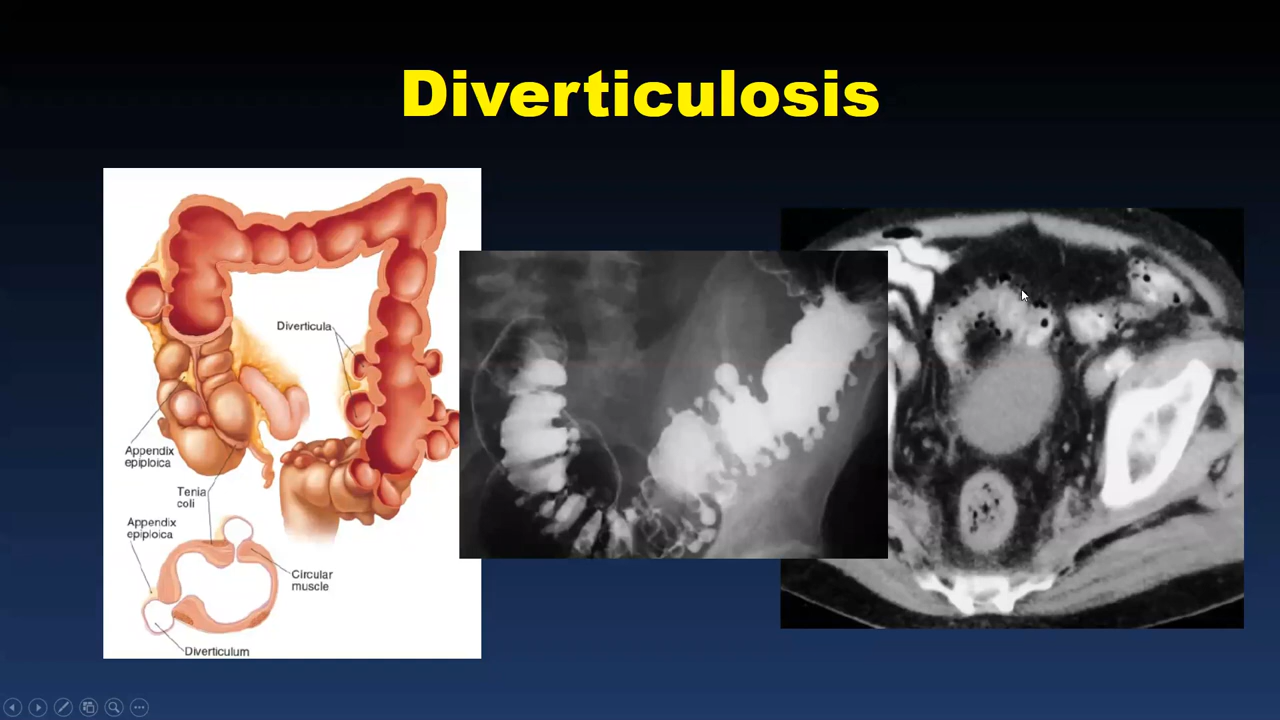 Diverticulosis
Diverticula
Appendix
epiploica
Tenia
coli
Appendix
epiploica
Circular
muscle
Diverticulum